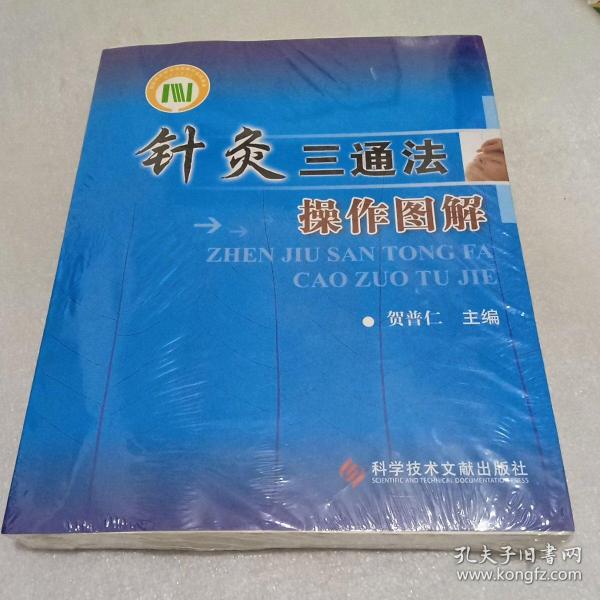 针灸三通法
操作图解
ZHEN JIU SAN TONG FA
CAO ZUO TU JIE
贺普仁 主编
科学技术文献出版社
SCIENTIFIC AND TECHNICAL DOCUMENTATION PRESS
孔夫子旧书网
www.kongfz.com